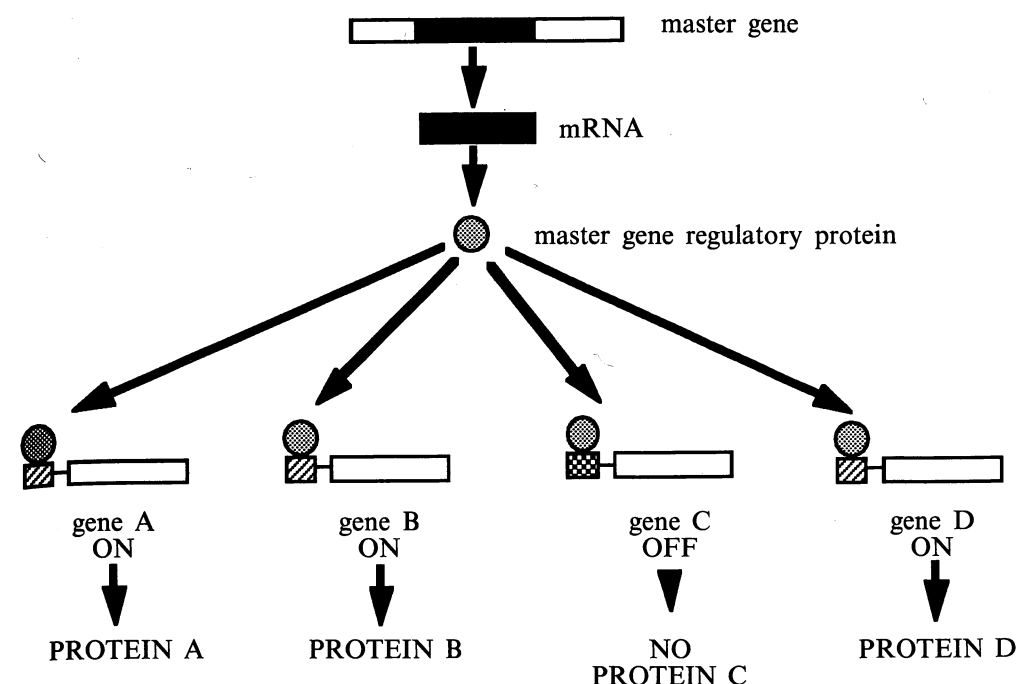 master gene
mRNA
master gene regulatory protein
gene A
ON
PROTEIN A
gene B
ON
PROTEIN B
gene C
OFF
NO
PROTEIN C
gene D
ON
PROTEIN D